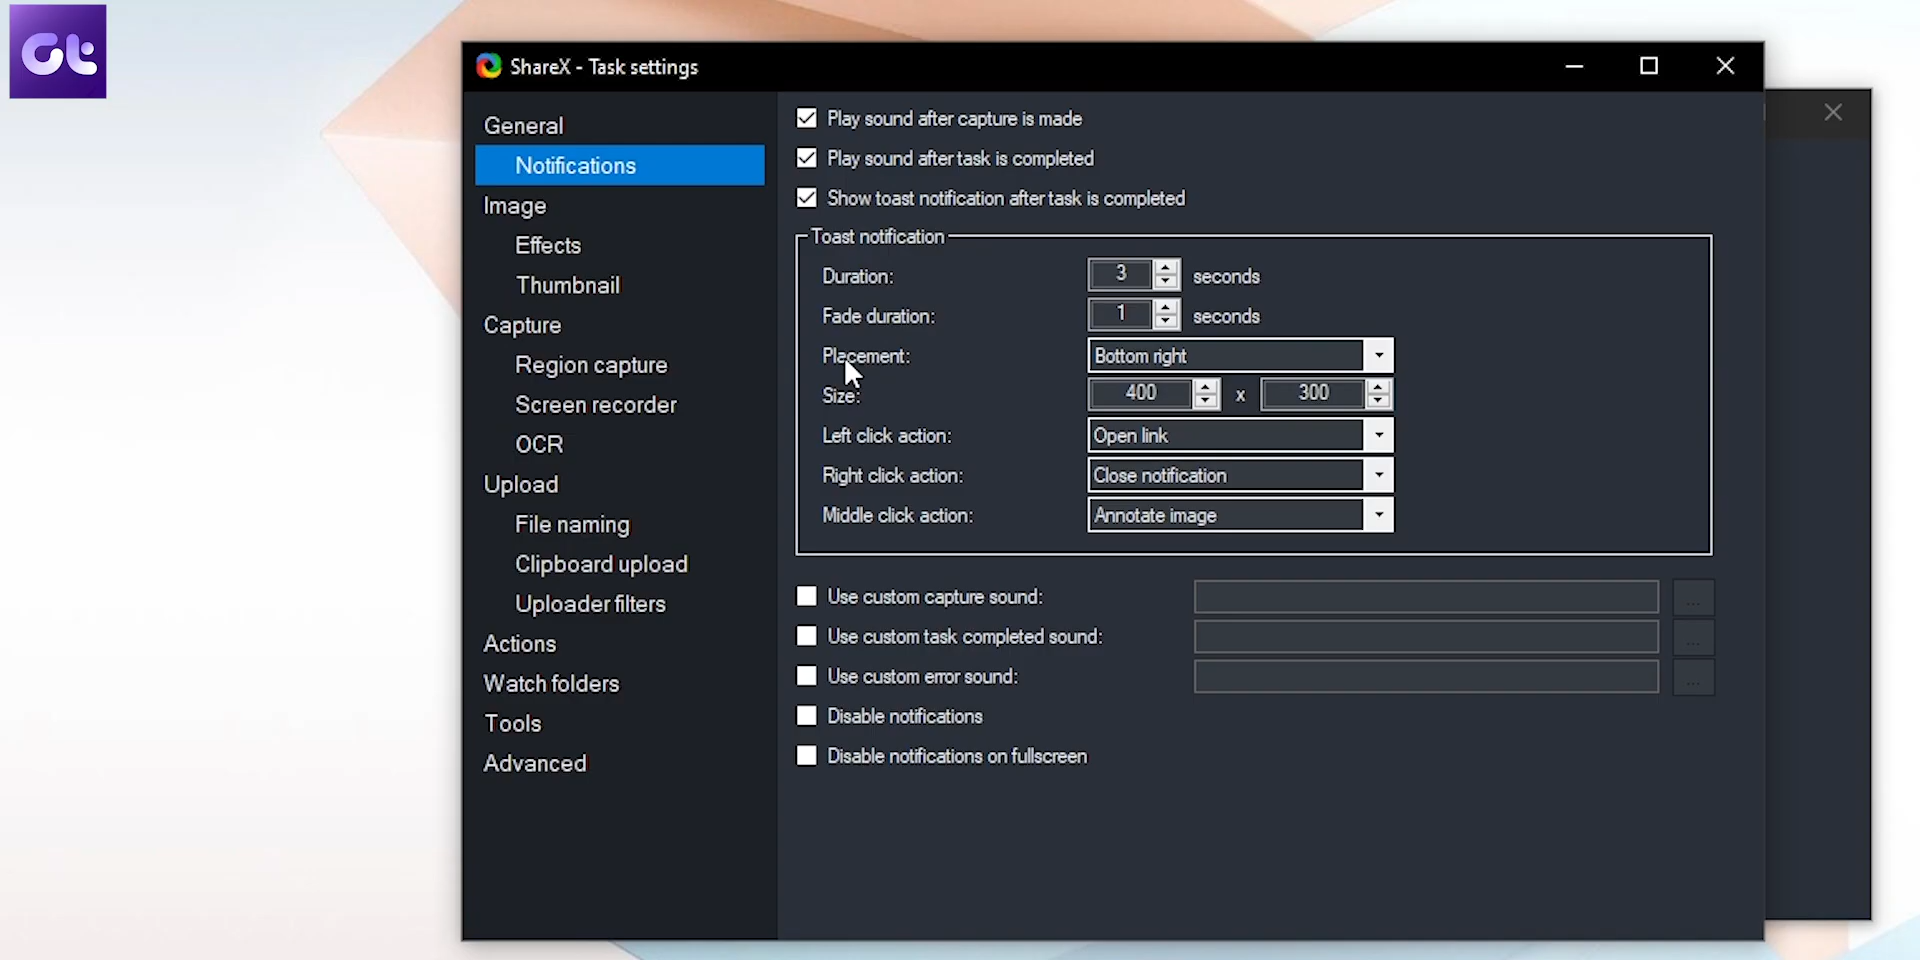 Gt
ShareX - Task settings
General
Notifications
Image
Effects
Thumbnail
Capture
Region capture
Screen recorder
OCR
Upload
File naming
Clipboard upload
Uploader filters
Actions
Watch folders
Tools
Advanced
Play sound after capture is made
Play sound after task is completed
Show toast notification after task is completed
Toast notification
Duration: 3 seconds
Fade duration: 1 seconds
Placement: Bottom right
Size: 400 x 300
Left click action: Open link
Right click action: Close notification
Middle click action: Annotate image
Use custom capture sound: ...
Use custom task completed sound: ...
Use custom error sound: ...
Disable notifications
Disable notifications on fullscreen